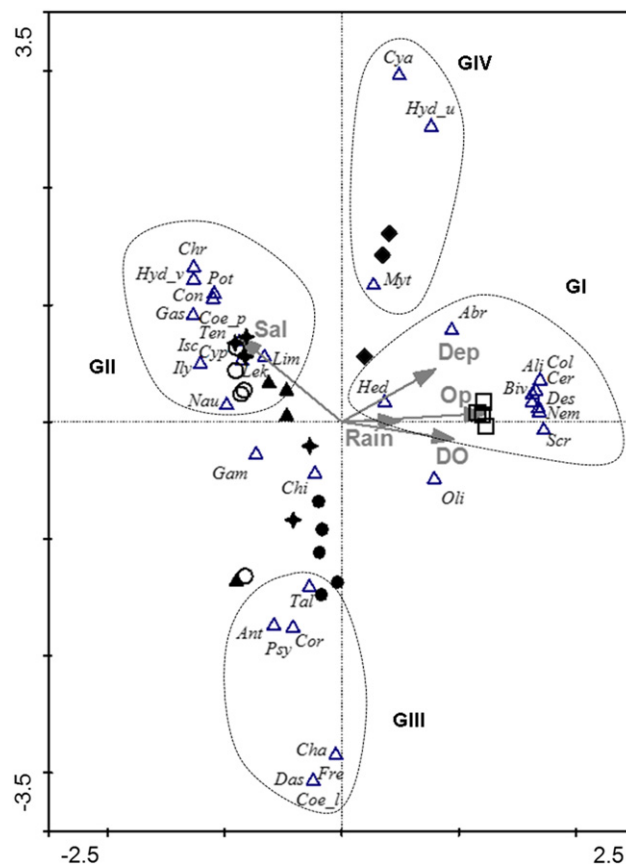 3.5
GIV
Cya
Hyd_u
Chr
Hyd_v
Pot
Con
Gas
Coe_p
Ten
Sal
Isc
Cyp
Lim
Ily
Lek
GII
Nau
Myt
GI
Abr
Dep
Ali
Col
Cer
Hed
Op
Biv
Des
Nem
Rain
DO
Scr
Gam
Chi
Oli
Tal
Ant
Psy
Cor
GIII
Cha
Fre
Das
Coe_l
-3.5
-2.5
2.5